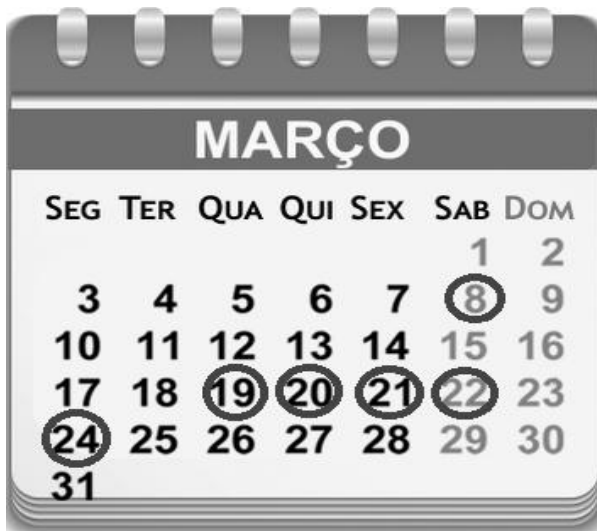 MARÇO
SEG TER QUA QUI SEX SAB DOM
1 2
3 4 5 6 7 8 9
10 11 12 13 14 15 16
17 18 19 20 21 22 23
24 25 26 27 28 29 30
31